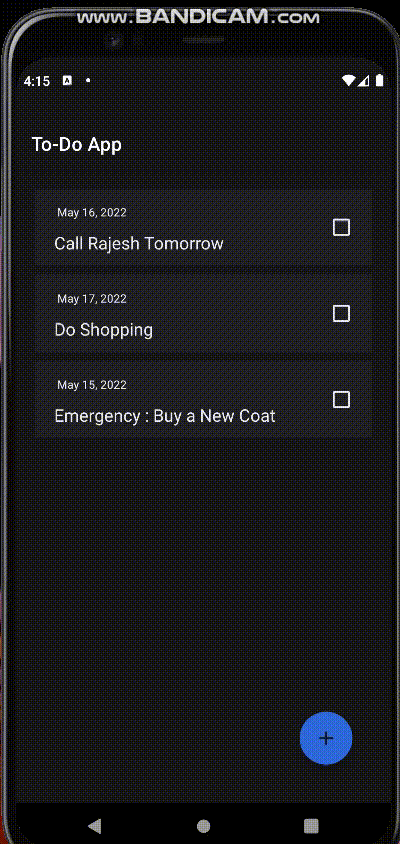 www.BANDICAM.COM
4:15
To-Do App
May 16, 2022
Call Rajesh Tomorrow
May 17, 2022
Do Shopping
May 15, 2022
Emergency : Buy a New Coat